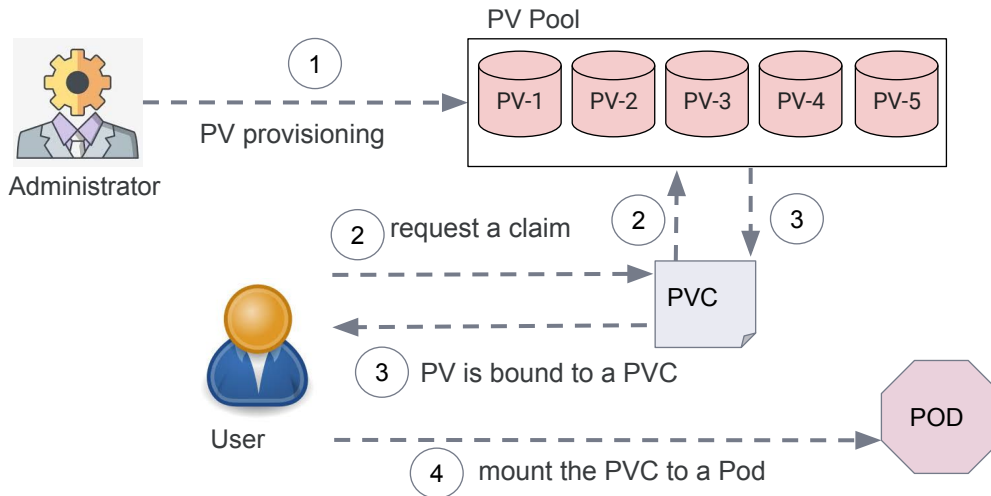 PV Pool
1
PV-1 PV-2 PV-3 PV-4 PV-5
PV provisioning
Administrator
2 request a claim
2
3
PVC
3 PV is bound to a PVC
User
POD
4 mount the PVC to a Pod